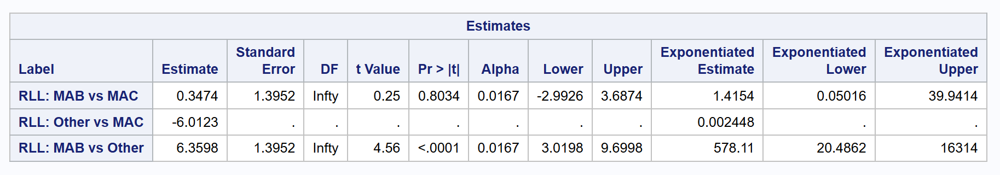 Estimates
Label Estimate Standard Error DF t Value Pr > |t| Alpha Lower Upper Exponentiated Estimate Exponentiated Lower Exponentiated Upper
RLL: MAB vs MAC 0.3474 1.3952 Infty 0.25 0.8034 0.0167 -2.9926 3.6874 1.4154 0.05016 39.9414
RLL: Other vs MAC -6.0123 . . . . . . . 0.002448 . .
RLL: MAB vs Other 6.3598 1.3952 Infty 4.56 <.0001 0.0167 3.0198 9.6998 578.11 20.4862 16314